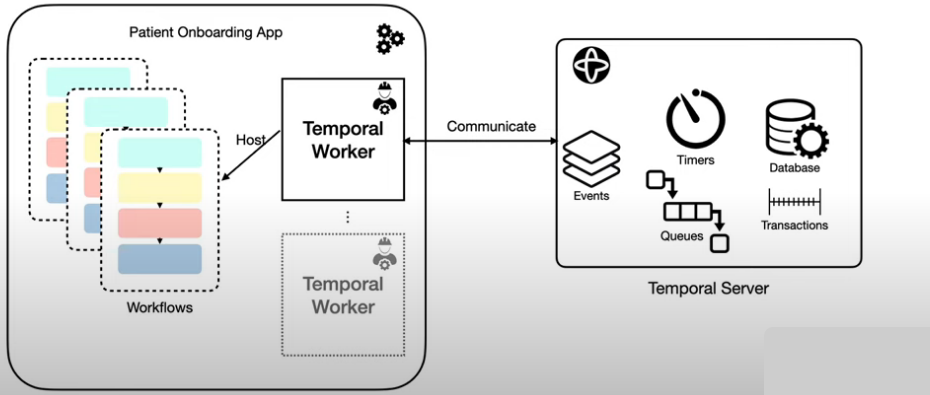 Patient Onboarding App
Temporal
Worker
Host
Communicate
Workflows
Temporal
Worker
Events
Timers
Database
Queues
Transactions
Temporal Server